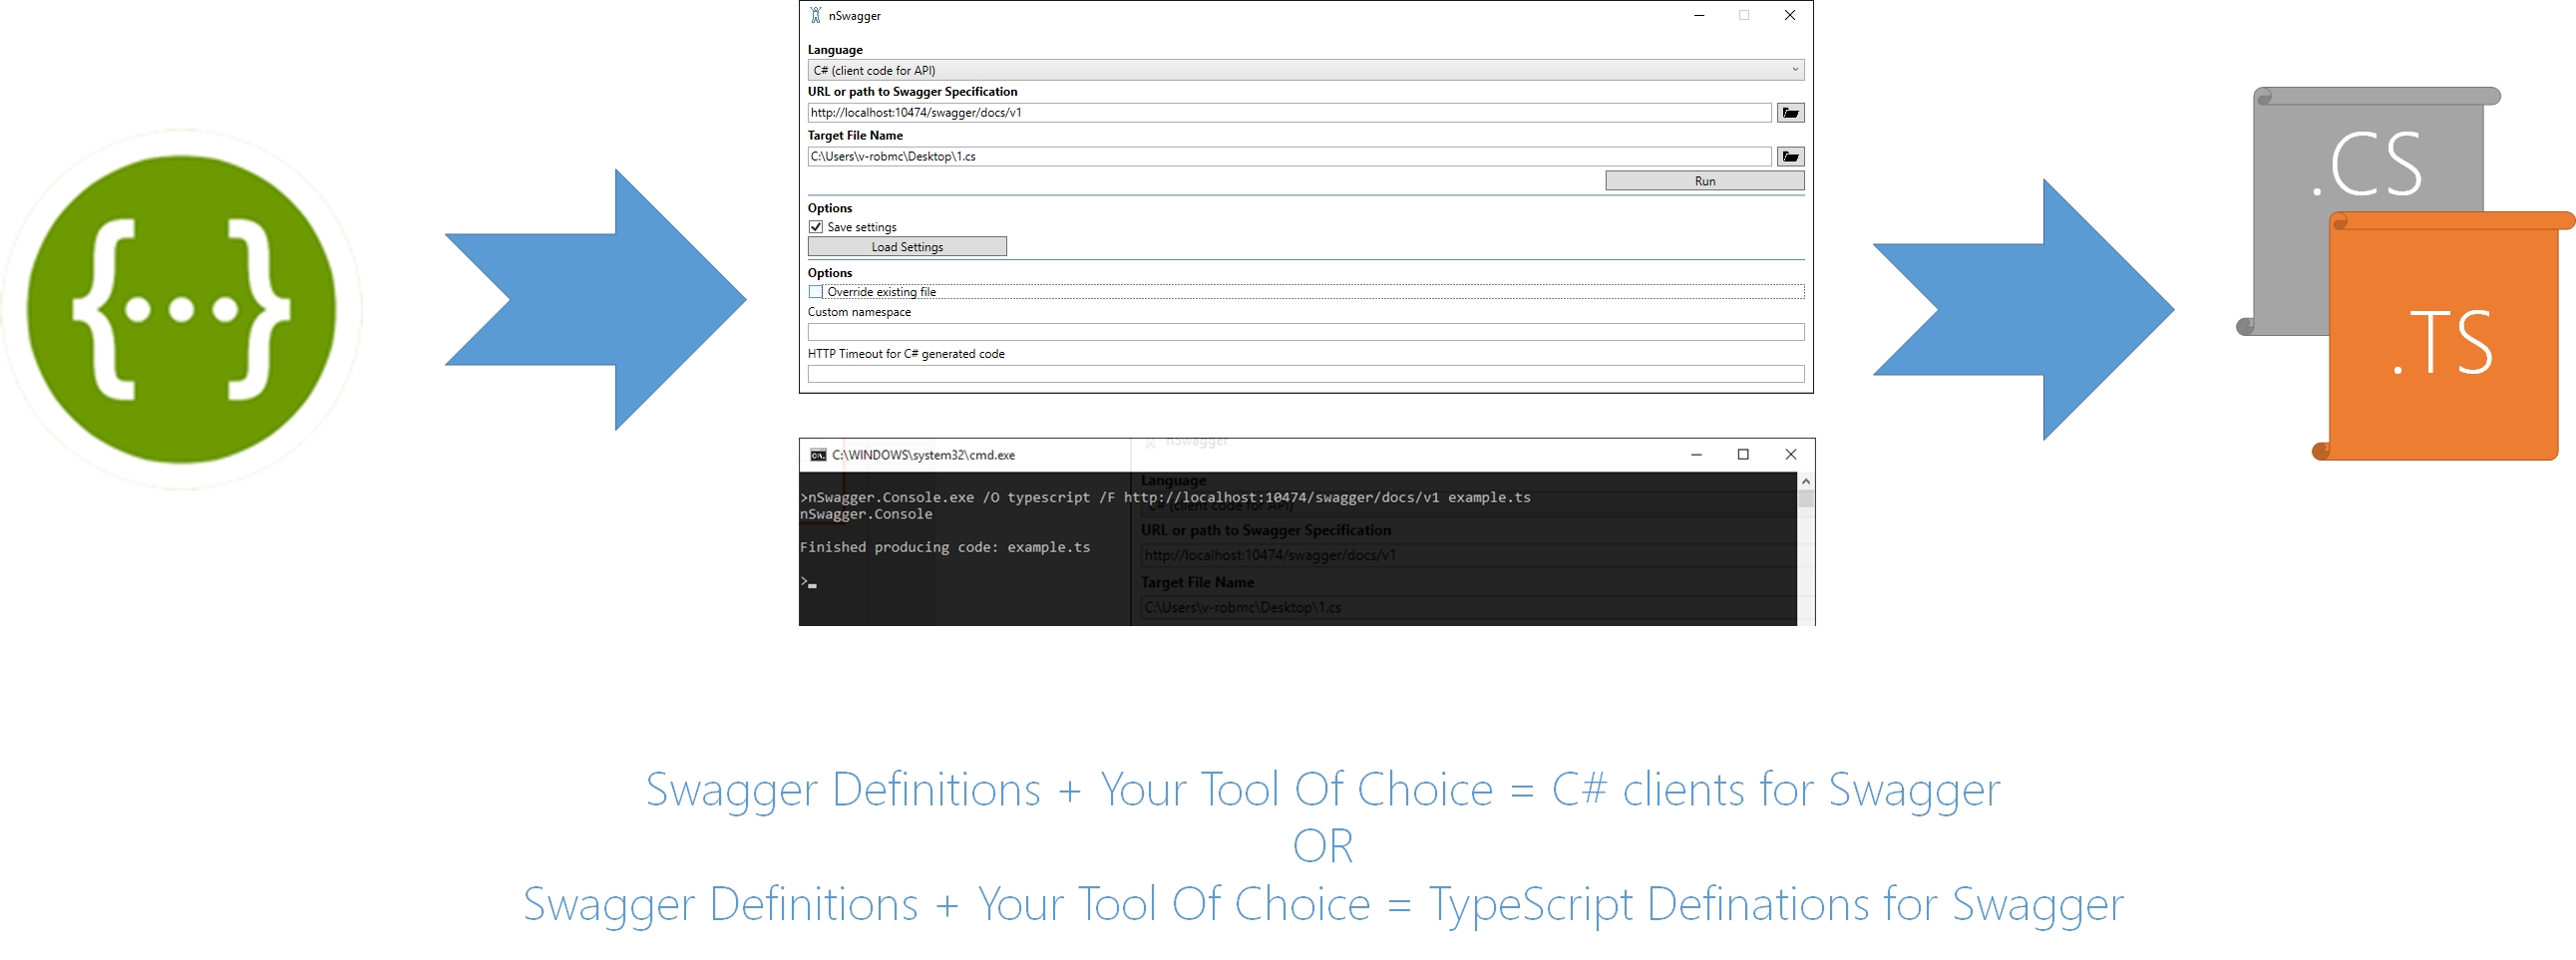 nSwagger
Language
C# (client code for API)
URL or path to Swagger Specification
http://localhost:10474/swagger/docs/v1
Target File Name
C:\Users\v-robmc\Desktop\1.cs
Run
Options
Save settings
Load Settings
Options
Override existing file
Custom namespace
HTTP Timeout for C# generated code
.CS
.TS
nSwagger
C:\WINDOWS\system32\cmd.exe
Language
>nSwagger.Console.exe /O typescript /F http://localhost:10474/swagger/docs/v1 example.ts
C# (client code for API)
nSwagger.Console
URL or path to Swagger Specification
Finished producing code: example.ts
http://localhost:10474/swagger/docs/v1
>_
Target File Name
C:\Users\v-robmc\Desktop\1.cs
Swagger Definitions + Your Tool Of Choice = C# clients for Swagger
OR
Swagger Definitions + Your Tool Of Choice = TypeScript Definations for Swagger